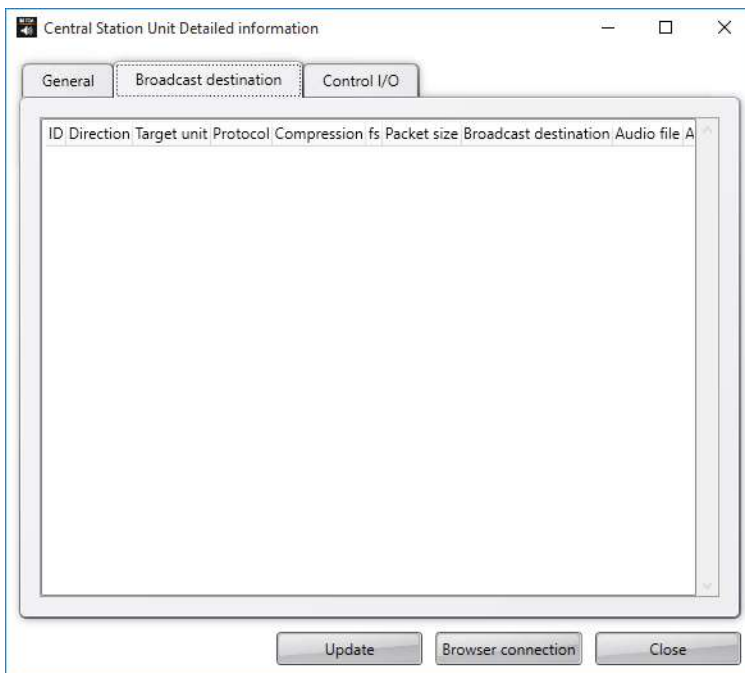 Central Station Unit Detailed information
General Broadcast destination Control I/O
ID Direction Target unit Protocol Compression fs Packet size Broadcast destination Audio file A
Update Browser connection Close